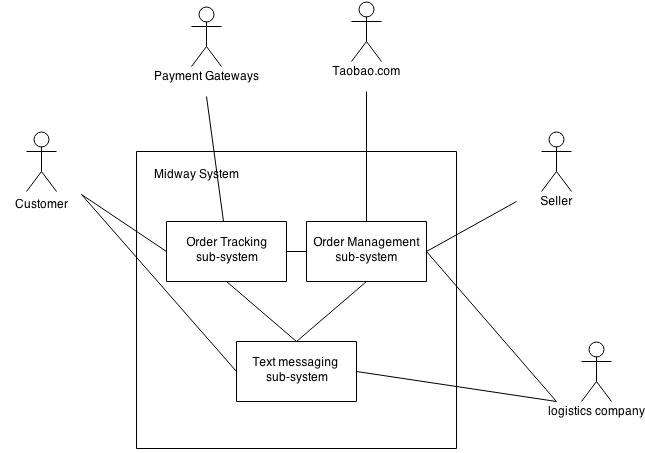 Payment Gateways
Taobao.com
Midway System
Customer
Seller
Order Tracking
sub-system
Order Management
sub-system
Text messaging
sub-system
logistics company